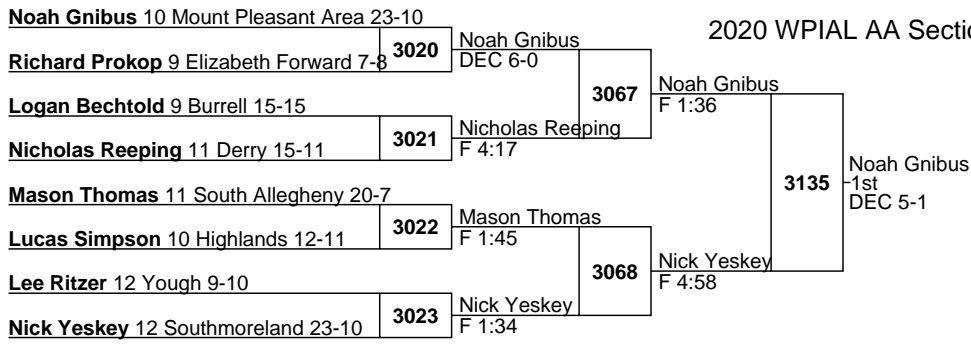 Noah Gnibus 10 Mount Pleasant Area 23-10
2020 WPIAL AA Sectio
3020
Noah Gnibus
DEC 6-0
Richard Prokop 9 Elizabeth Forward 7-8
3067
Noah Gnibus
F 1:36
Logan Bechtold 9 Burrell 15-15
3021
Nicholas Reeping
F 4:17
Nicholas Reeping 11 Derry 15-11
3135
Noah Gnibus
1st
DEC 5-1
Mason Thomas 11 South Allegheny 20-7
3022
Mason Thomas
F 1:45
Lucas Simpson 10 Highlands 12-11
3068
Nick Yeskey
F 4:58
Lee Ritzer 12 Yough 9-10
3023
Nick Yeskey
F 1:34
Nick Yeskey 12 Southmoreland 23-10